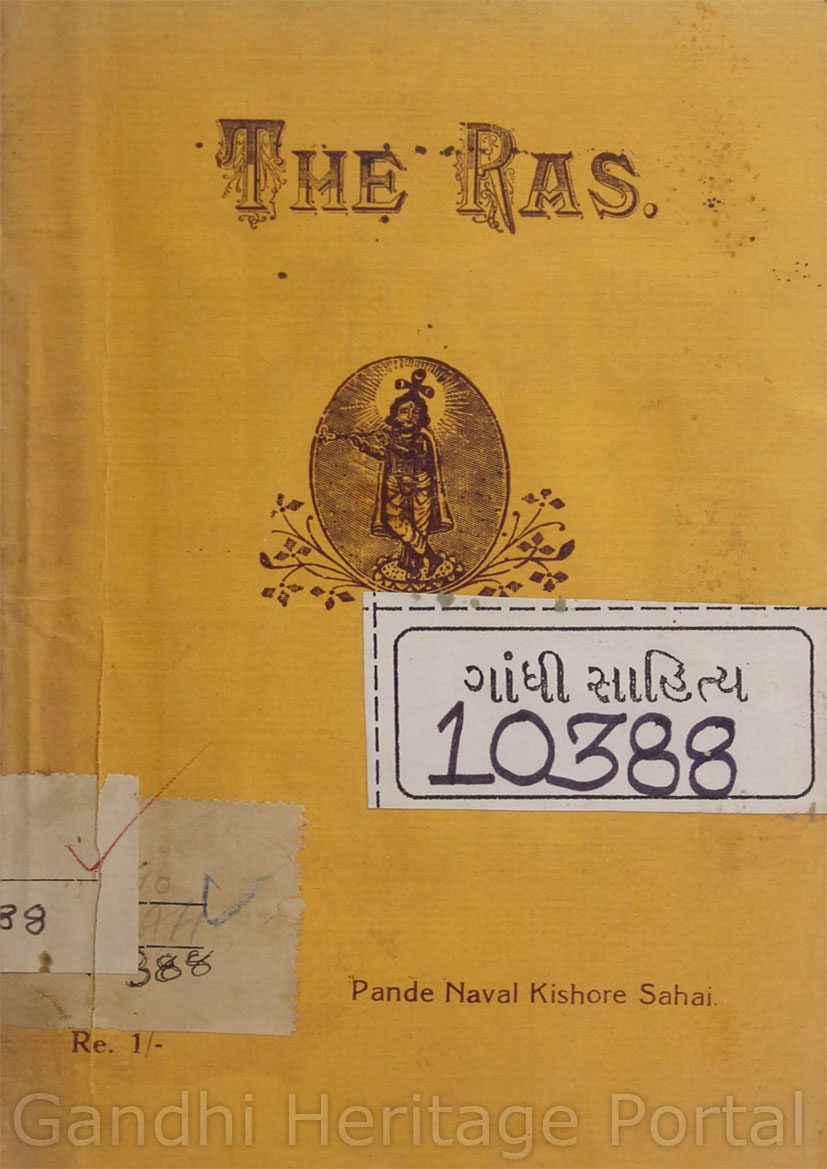 THE RAS.
ગાંધી સાહિત્ય
10388
388
Pande Naval Kishore Sahai.
Re. 1/-
Gandhi Heritage Portal